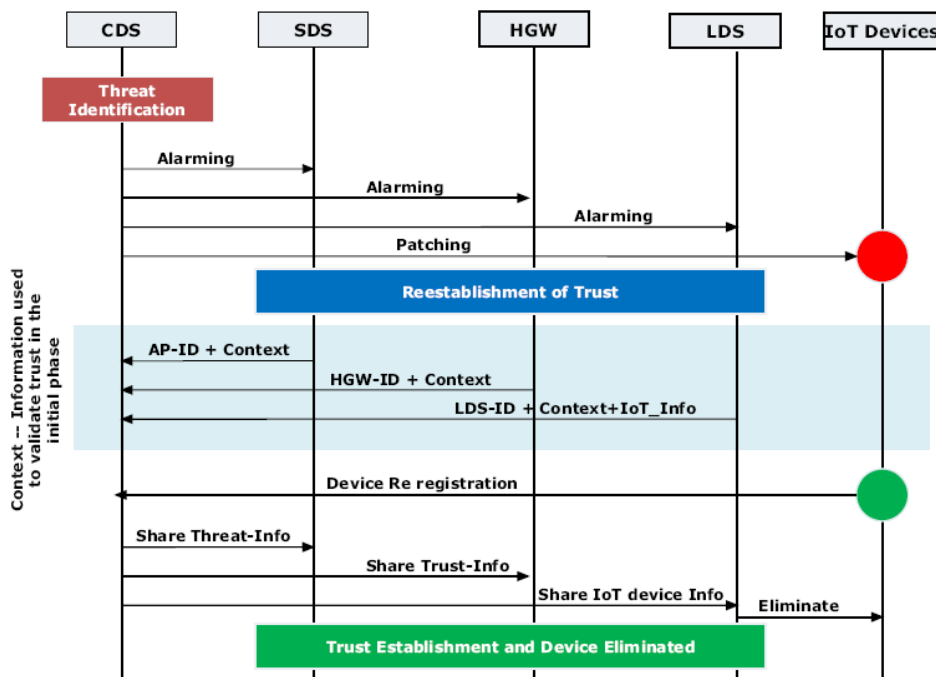 CDS
SDS
HGW
LDS
IoT Devices
Threat
Identification
Alarming
Alarming
Alarming
Patching
Reestablishment of Trust
Context -- Information used
to validate trust in the
initial phase
AP-ID + Context
HGW-ID + Context
LDS-ID + Context+IoT_Info
Device Re registration
Share Threat-Info
Share Trust-Info
Share IoT device Info
Eliminate
Trust Establishment and Device Eliminated